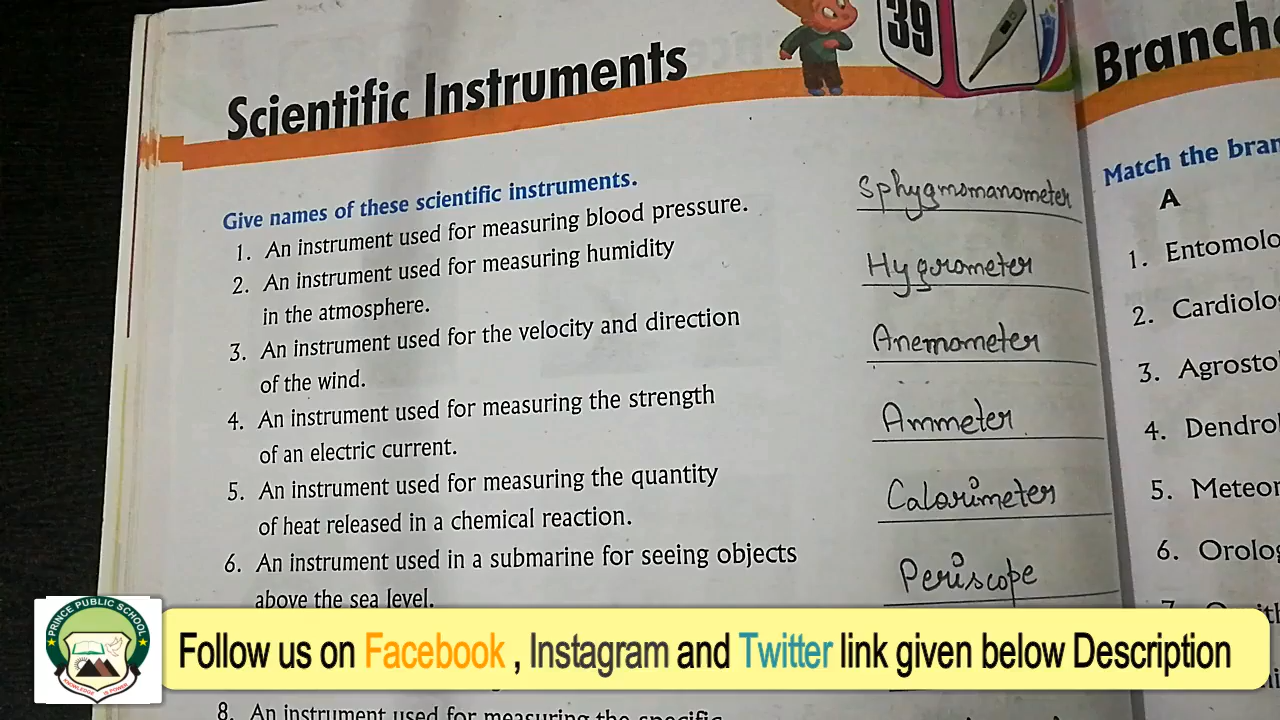 39
Scientific Instruments
Give names of these scientific instruments.
1. An instrument used for measuring blood pressure. Sphygmomanometer
2. An instrument used for measuring humidity
in the atmosphere. Hygrometer
3. An instrument used for the velocity and direction
of the wind. Anemometer
4. An instrument used for measuring the strength
of an electric current. Ammeter
5. An instrument used for measuring the quantity
of heat released in a chemical reaction. Calorimeter
6. An instrument used in a submarine for seeing objects
above the sea level. Periscope
8. An instrument used for measuring the specific
Branche
Match the bran
A
1. Entomolo
2. Cardiolo
3. Agrosto
4. Dendrol
5. Meteor
6. Orolog
PRINCE PUBLIC SCHOOL
KNOWLEDGE IS POWER
Follow us on Facebook , Instagram and Twitter link given below Description